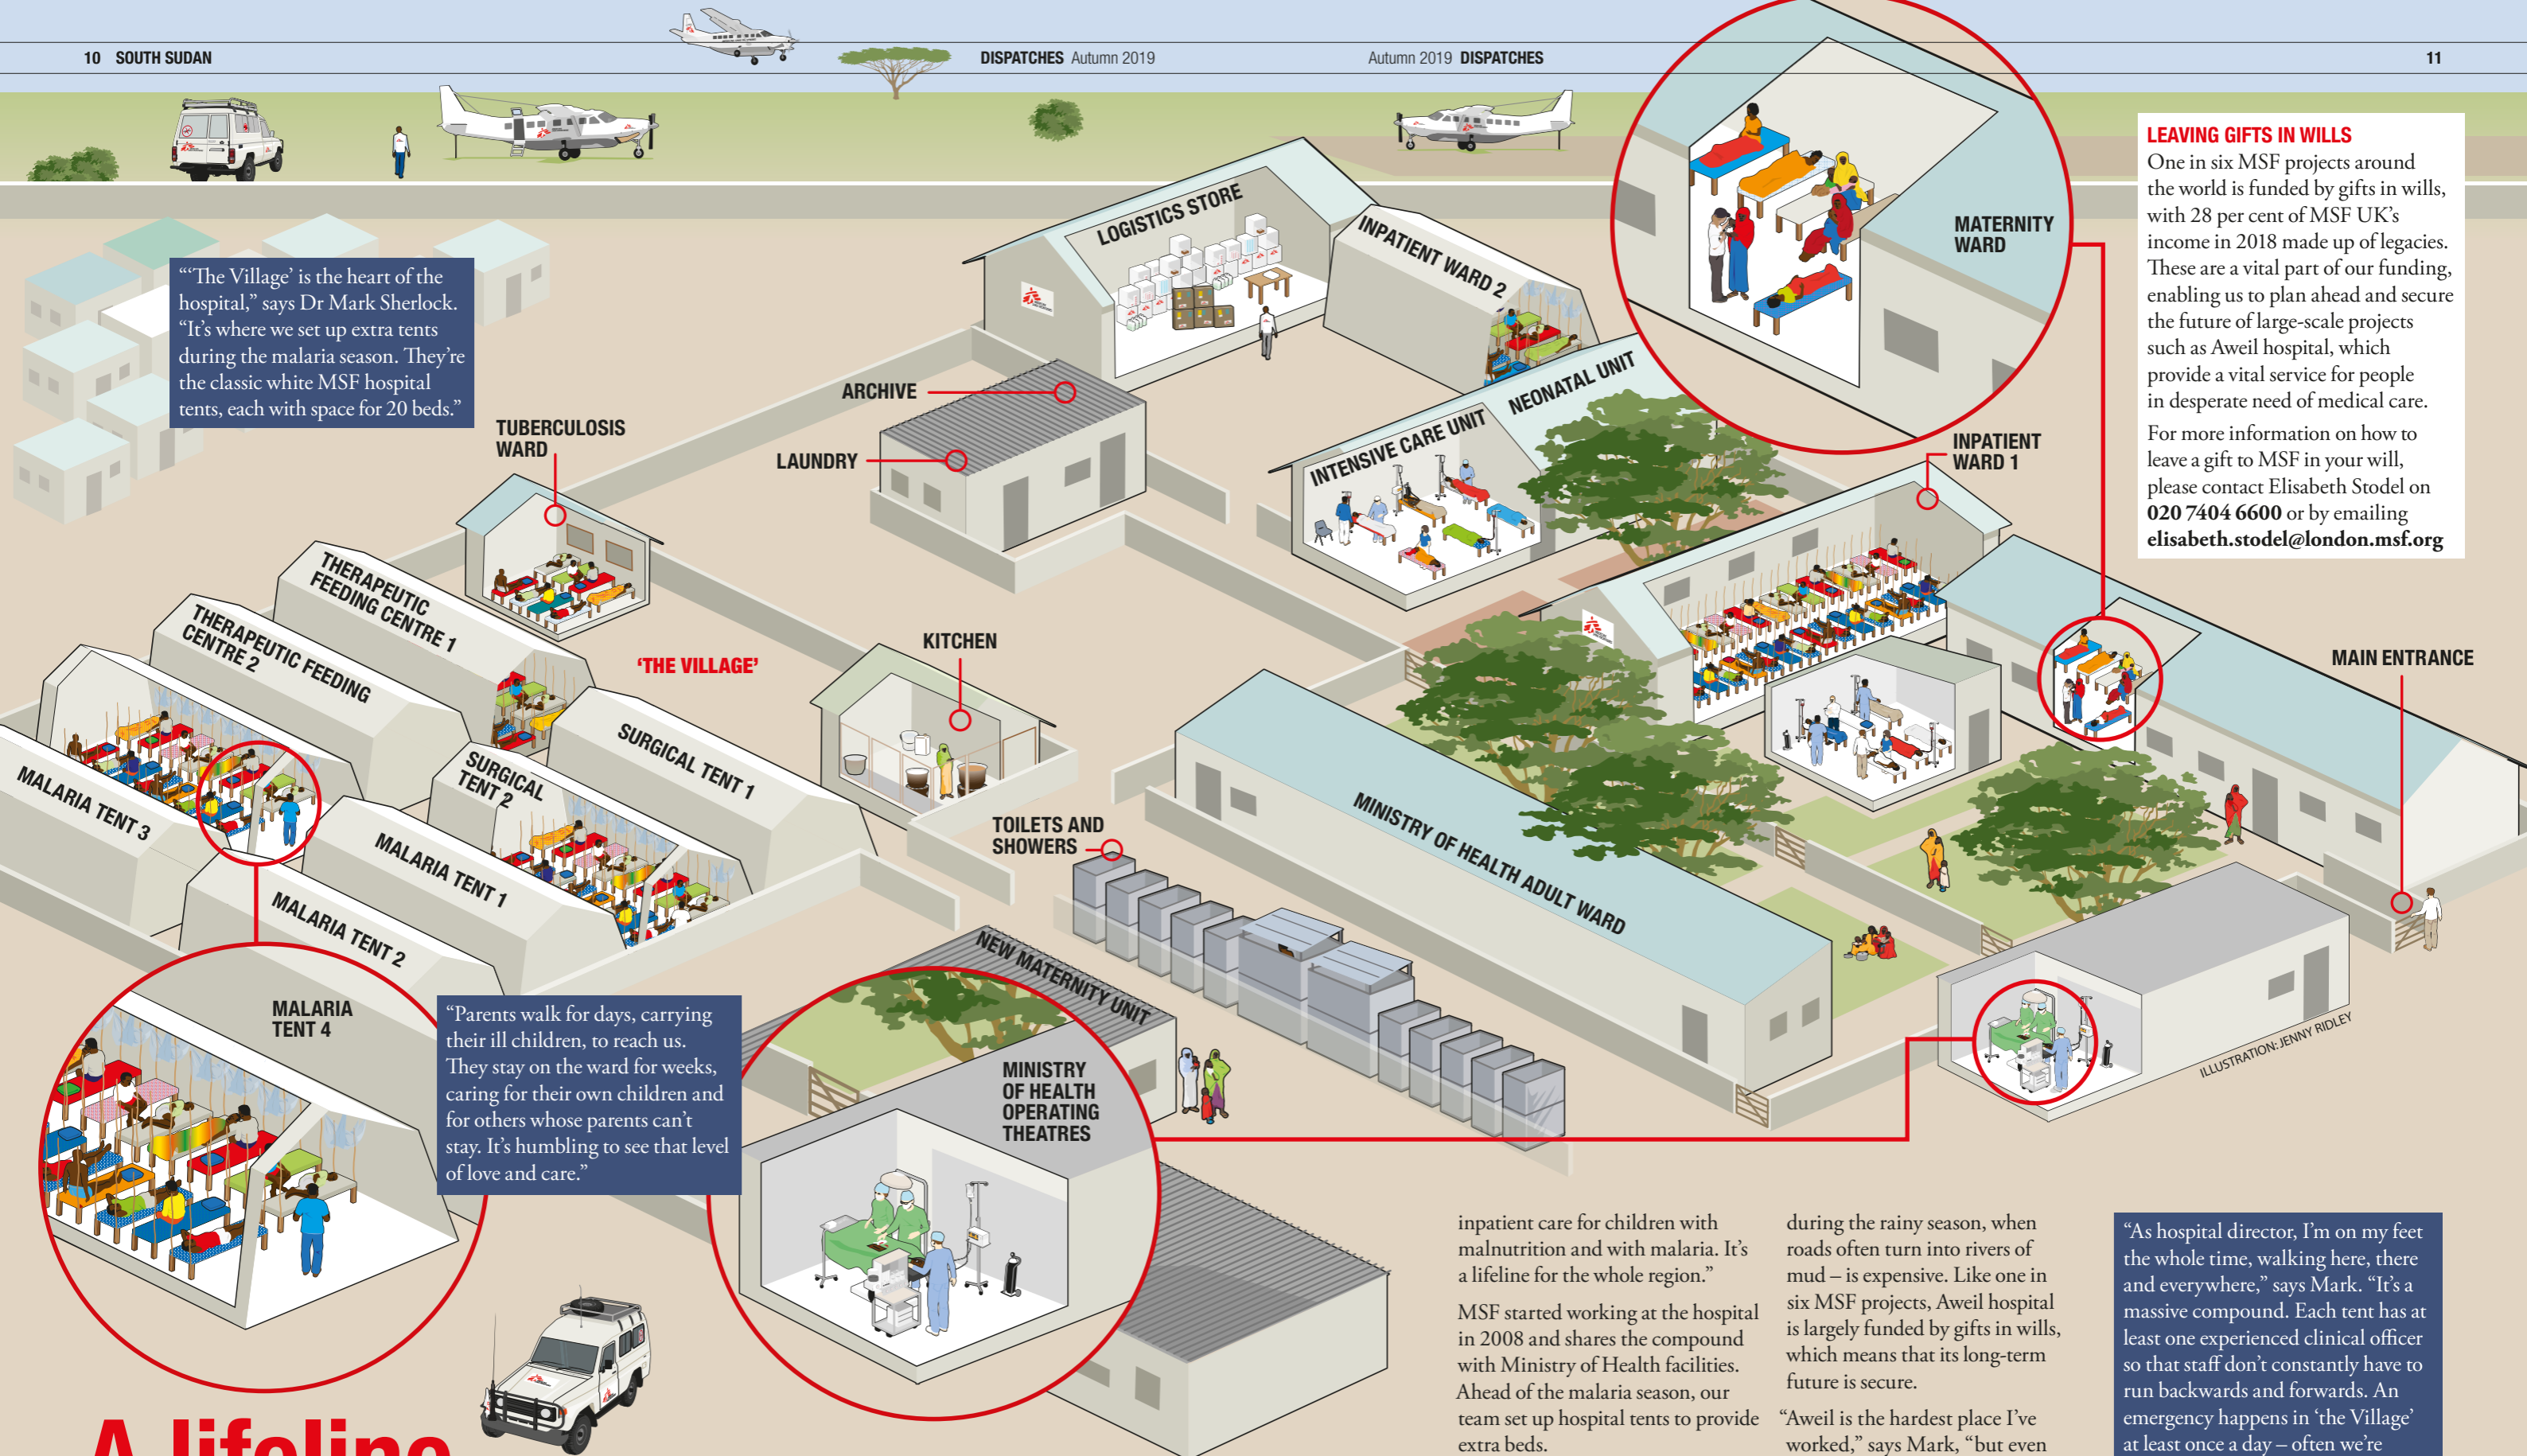 10 SOUTH SUDAN
DISPATCHES Autumn 2019
Autumn 2019 DISPATCHES
11
“‘The Village’ is the heart of the
hospital,” says Dr Mark Sherlock.
“It’s where we set up extra tents
during the malaria season. They’re
the classic white MSF hospital
tents, each with space for 20 beds.”
LOGISTICS STORE
INPATIENT WARD 2
MATERNITY
WARD
LEAVING GIFTS IN WILLS
One in six MSF projects around
the world is funded by gifts in wills,
with 28 per cent of MSF UK’s
income in 2018 made up of legacies.
These are a vital part of our funding,
enabling us to plan ahead and secure
the future of large-scale projects
such as Aweil hospital, which
provide a vital service for people
in desperate need of medical care.
For more information on how to
leave a gift to MSF in your will,
please contact Elisabeth Stodel on
020 7404 6600 or by emailing
elisabeth.stodel@london.msf.org
ARCHIVE
LAUNDRY
TUBERCULOSIS
WARD
INTENSIVE CARE UNIT
NEONATAL UNIT
INPATIENT
WARD 1
THERAPEUTIC
FEEDING CENTRE 1
THERAPEUTIC FEEDING
CENTRE 2
‘THE VILLAGE’
KITCHEN
MAIN ENTRANCE
SURGICAL TENT 1
SURGICAL
TENT 2
MALARIA TENT 3
MALARIA TENT 1
MALARIA TENT 2
TOILETS AND
SHOWERS
MINISTRY OF HEALTH ADULT WARD
NEW MATERNITY UNIT
MALARIA
TENT 4
“Parents walk for days, carrying
their ill children, to reach us.
They stay on the ward for weeks,
caring for their own children and
for others whose parents can’t
stay. It’s humbling to see that level
of love and care.”
MINISTRY
OF HEALTH
OPERATING
THEATRES
ILLUSTRATION: JENNY RIDLEY
A lifeline
inpatient care for children with
malnutrition and with malaria. It’s
a lifeline for the whole region.”
MSF started working at the hospital
in 2008 and shares the compound
with Ministry of Health facilities.
Ahead of the malaria season, our
team set up hospital tents to provide
extra beds.
during the rainy season, when
roads often turn into rivers of
mud – is expensive. Like one in
six MSF projects, Aweil hospital
is largely funded by gifts in wills,
which means that its long-term
future is secure.
“Aweil is the hardest place I’ve
worked,” says Mark, “but even
“As hospital director, I’m on my feet
the whole time, walking here, there
and everywhere,” says Mark. “It’s a
massive compound. Each tent has at
least one experienced clinical officer
so that staff don’t constantly have to
run backwards and forwards. An
emergency happens in ‘the Village’
at least once a day – often we’re